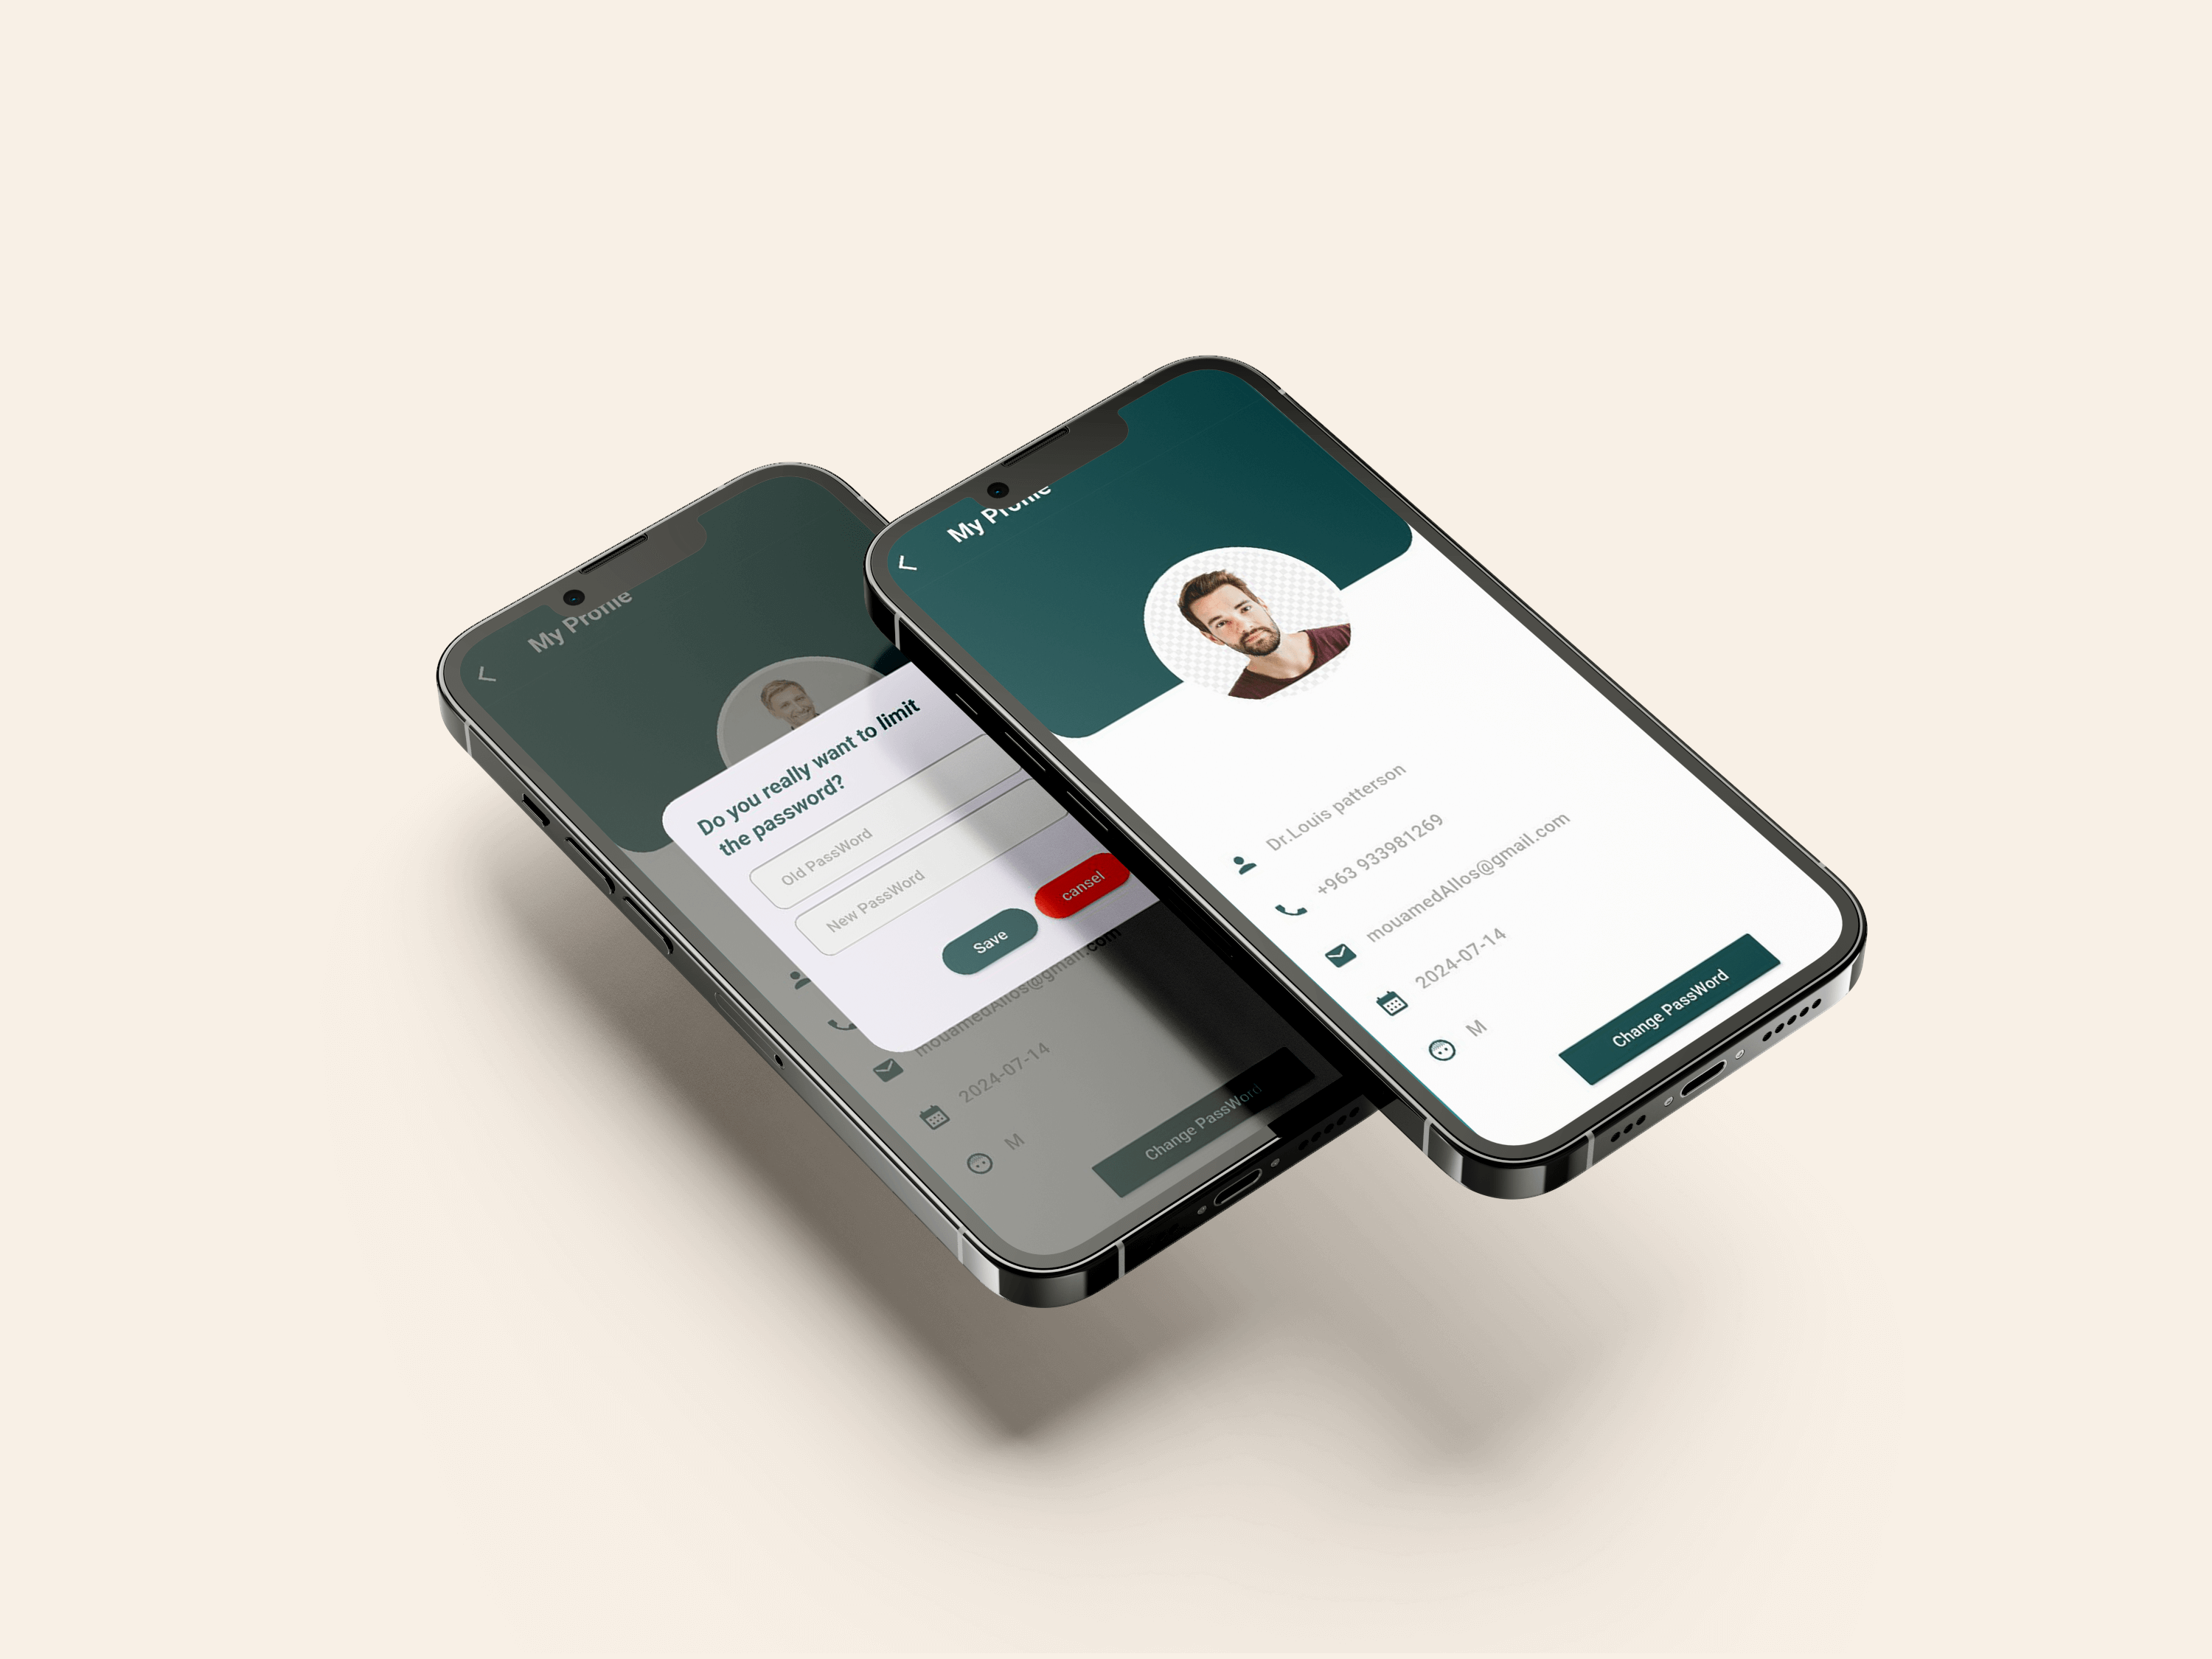 My Profile
Do you really want to limit
the password?
Old PassWord
New PassWord
Save
cansel
mouamedAllos@gmail.com
2024-07-14
M
Change PassWord
My Profile
Dr.Louis patterson
+963 933981269
mouamedAllos@gmail.com
2024-07-14
M
Change PassWord